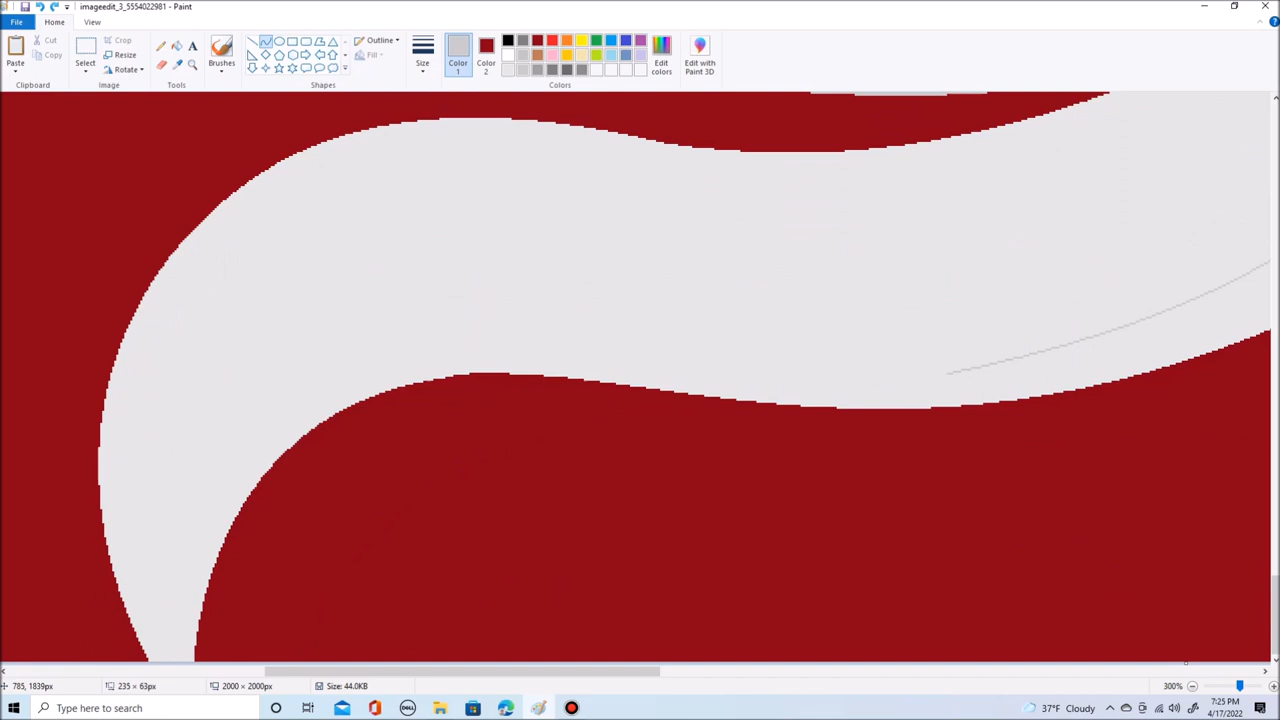 imageedit_3_5554022981 - Paint
File Home View
Paste
Cut
Copy
Clipboard
Select
Crop
Resize
Rotate
Image
A
Tools
Brushes
Outline
Fill
Shapes
Size
Color 1
Color 2
Edit colors
Colors
Edit with Paint 3D
785, 1839px
235 × 63px
2000 × 2000px
Size: 44.0KB
300%
Type here to search
DELL
37°F Cloudy
7:25 PM
4/17/2022